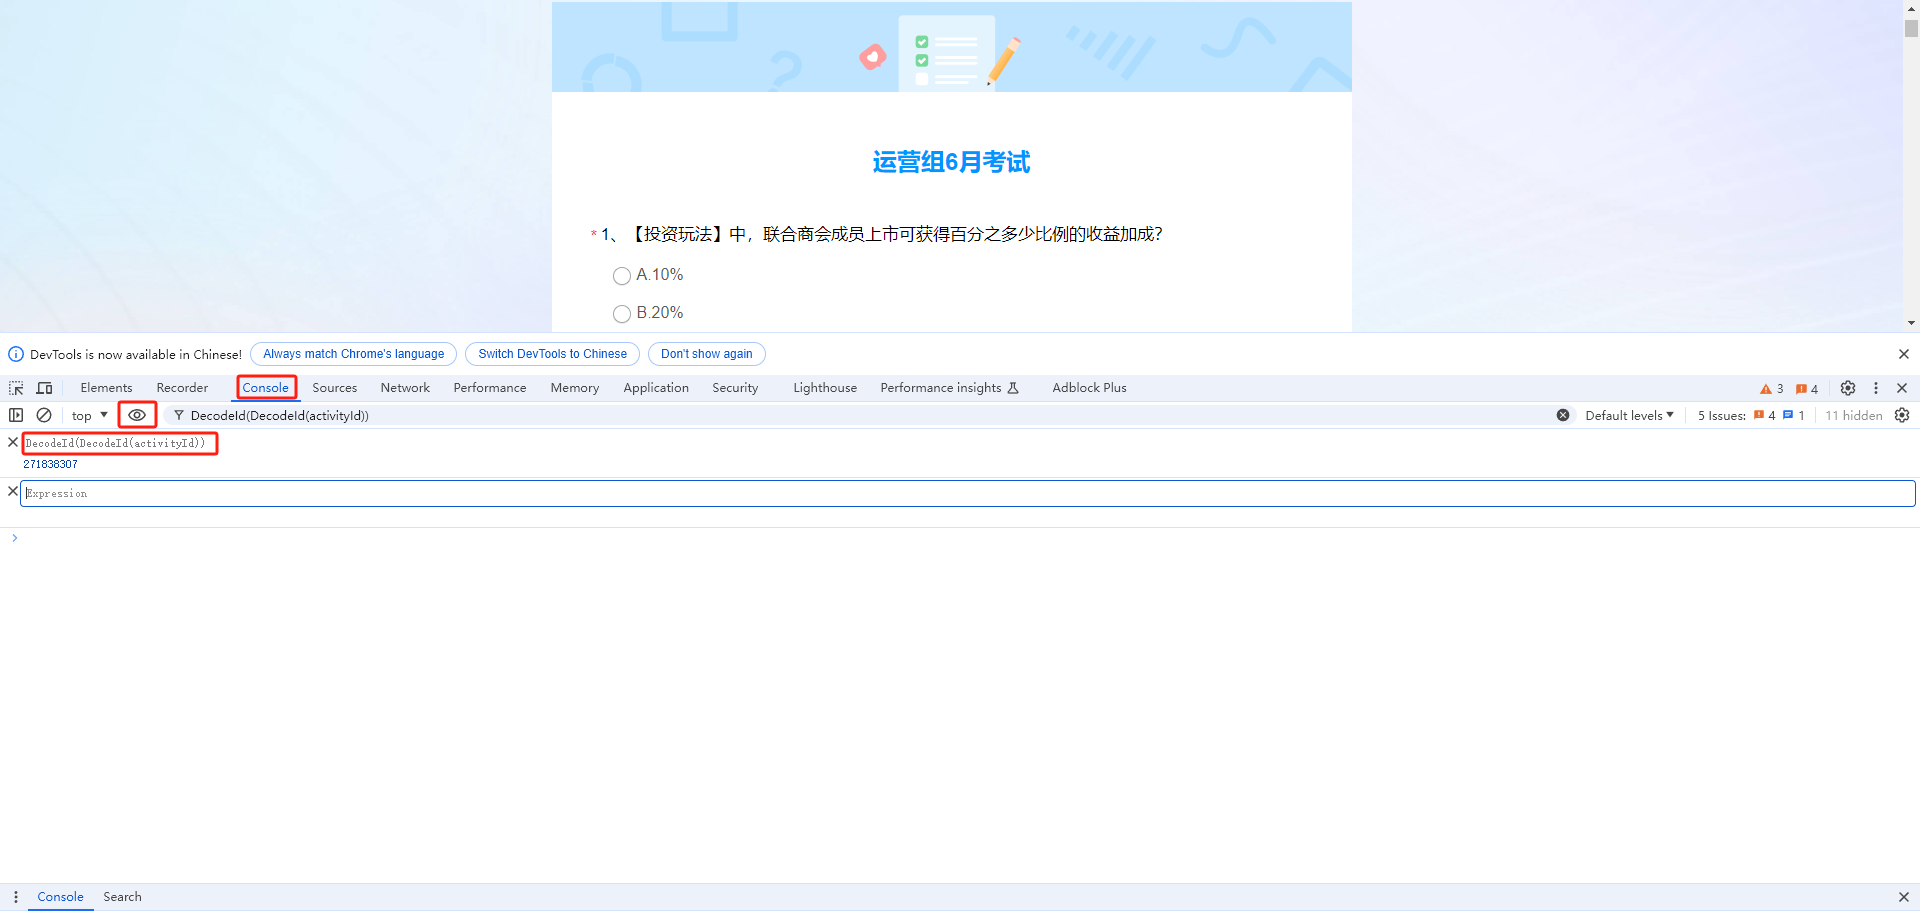 运营组6月考试
* 1、【投资玩法】中，联合商会成员上市可获得百分之多少比例的收益加成？
A.10%
B.20%
DevTools is now available in Chinese! Always match Chrome's language Switch DevTools to Chinese Don't show again
Elements Recorder Console Sources Network Performance Memory Application Security Lighthouse Performance insights Adblock Plus 3 4
top DecodeId(DecodeId(activityId)) Default levels 5 Issues: 4 1 11 hidden
DecodeId(DecodeId(activityId))
271838307
Expression
Console Search